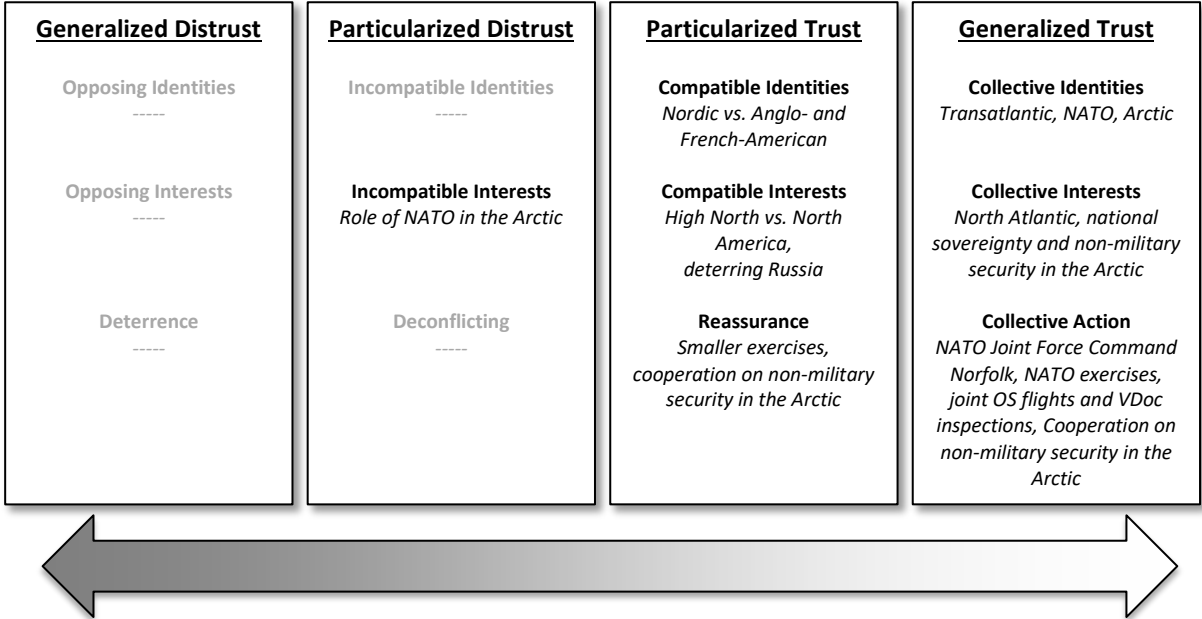 Generalized Distrust
Opposing Identities
-----
Opposing Interests
-----
Deterrence
-----
Particularized Distrust
Incompatible Identities
-----
Incompatible Interests
Role of NATO in the Arctic
Deconflicting
-----
Particularized Trust
Compatible Identities
Nordic vs. Anglo- and
French-American
Compatible Interests
High North vs. North
America,
deterring Russia
Reassurance
Smaller exercises,
cooperation on non-military
security in the Arctic
Generalized Trust
Collective Identities
Transatlantic, NATO, Arctic
Collective Interests
North Atlantic, national
sovereignty and non-military
security in the Arctic
Collective Action
NATO Joint Force Command
Norfolk, NATO exercises,
joint OS flights and VDoc
inspections, Cooperation on
non-military security in the
Arctic